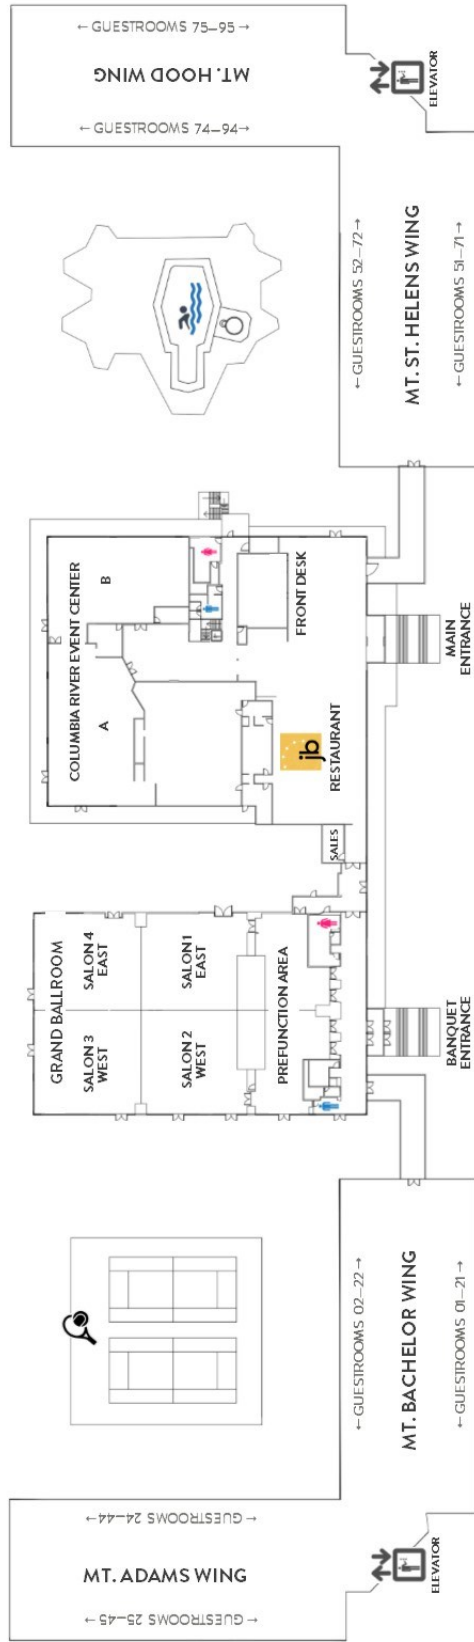 ← GUESTROOMS 75–95 →
MT. HOOD WING
← GUESTROOMS 74–94 →
ELEVATOR
← GUESTROOMS 52–72 →
MT. ST. HELENS WING
← GUESTROOMS 51–71 →
COLUMBIA RIVER EVENT CENTER
A
B
FRONT DESK
jb
RESTAURANT
SALES
MAIN
ENTRANCE
GRAND BALLROOM
SALON 3
WEST
SALON 4
EAST
SALON 2
WEST
SALON 1
EAST
PREFUNCTION AREA
BANQUET
ENTRANCE
← GUESTROOMS 02–22 →
MT. BACHELOR WING
← GUESTROOMS 01–21 →
← GUESTROOMS 24–44 →
MT. ADAMS WING
← GUESTROOMS 25–45 →
ELEVATOR